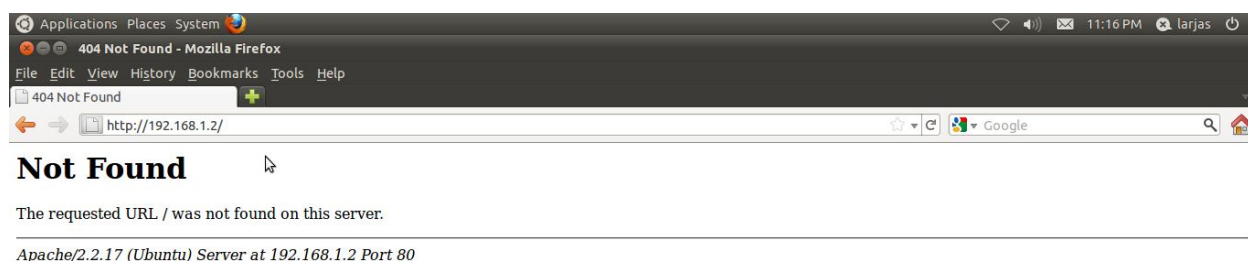 Applications Places System 11:16 PM larjas
404 Not Found - Mozilla Firefox
File Edit View History Bookmarks Tools Help
404 Not Found
http://192.168.1.2/ Google
Not Found
The requested URL / was not found on this server.
Apache/2.2.17 (Ubuntu) Server at 192.168.1.2 Port 80